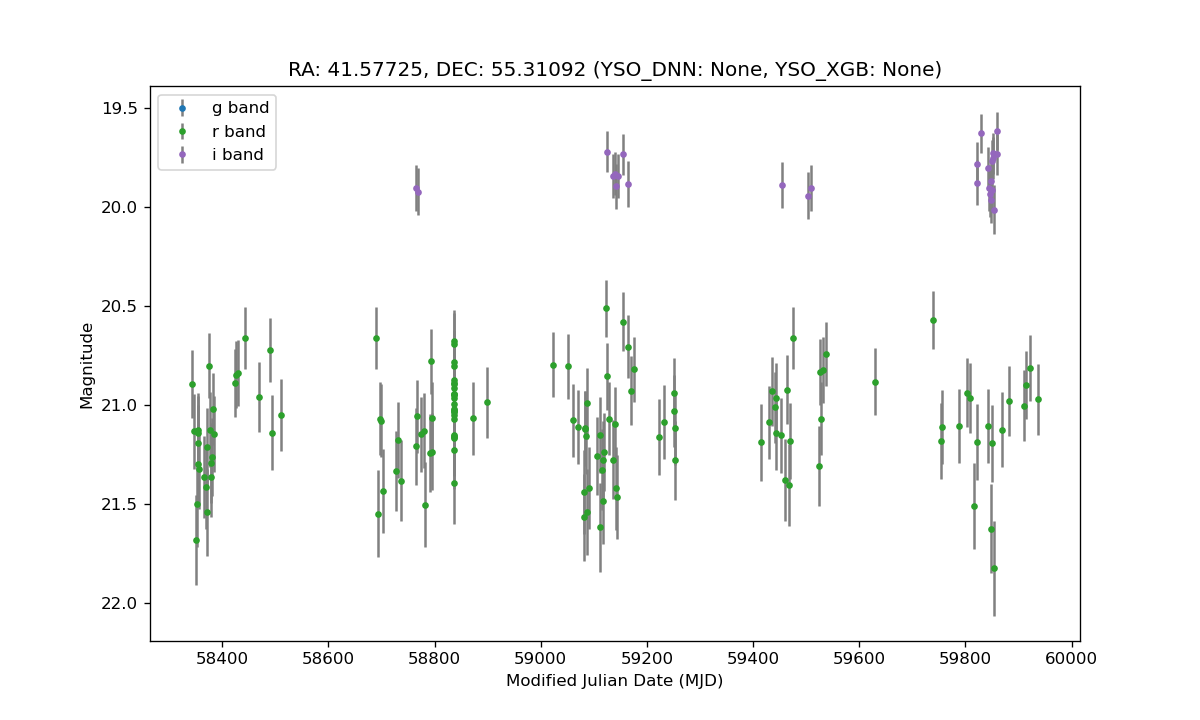 RA: 41.57725, DEC: 55.31092 (YSO_DNN: None, YSO_XGB: None)
g band
r band
i band
19.5
20.0
20.5
21.0
21.5
22.0
Magnitude
58400 58600 58800 59000 59200 59400 59600 59800 60000
Modified Julian Date (MJD)